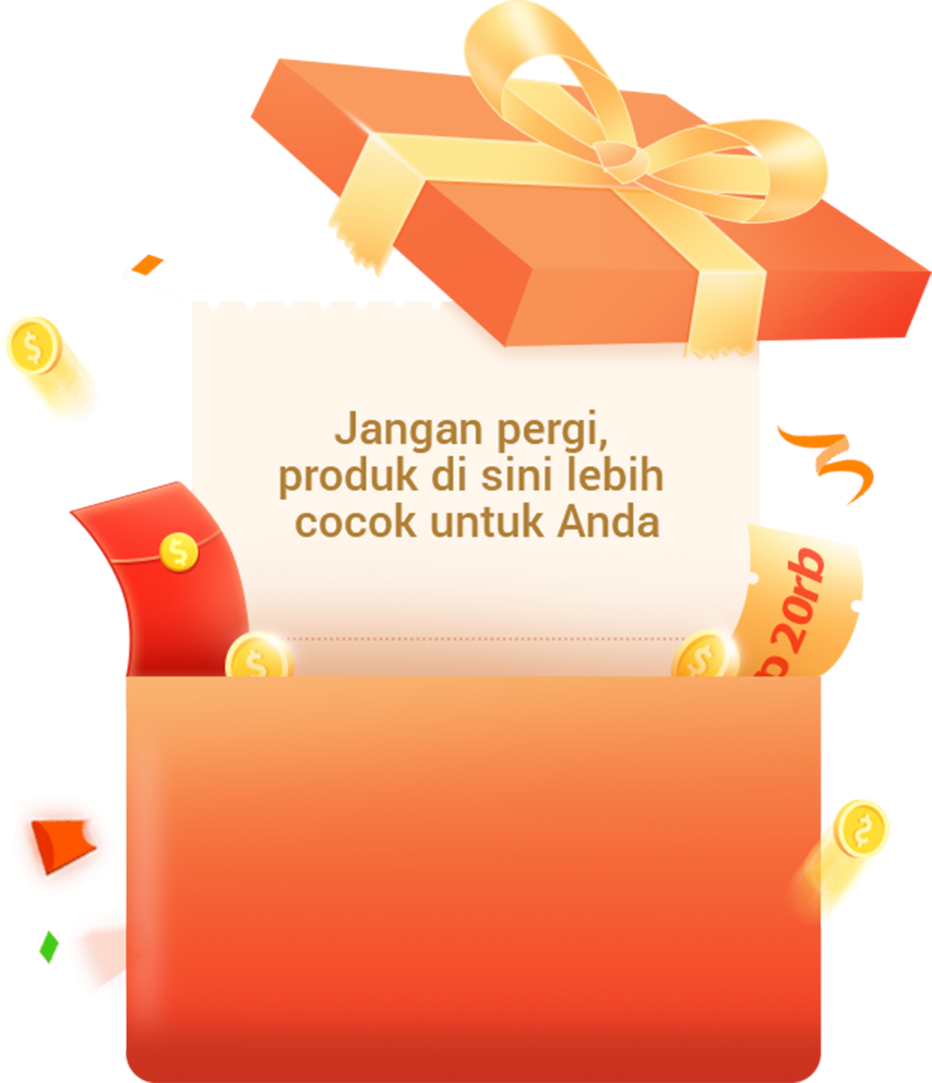 Jangan pergi,
produk di sini lebih
cocok untuk Anda
20rb